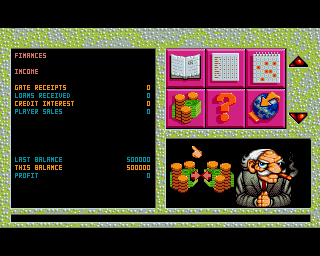 FINANCES
INCOME
GATE RECEIPTS 0
LOANS RECEIVED 0
CREDIT INTEREST 0
PLAYER SALES 0
LAST BALANCE 500000
THIS BALANCE 500000
PROFIT 0